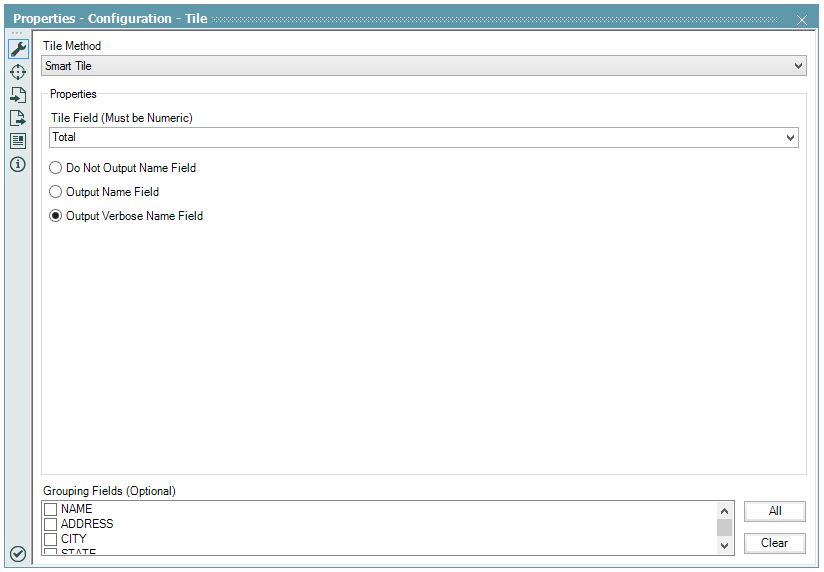 Properties - Configuration - Tile
Tile Method
Smart Tile
Properties
Tile Field (Must be Numeric)
Total
Do Not Output Name Field
Output Name Field
Output Verbose Name Field
Grouping Fields (Optional)
NAME
ADDRESS
CITY
STATE
All
Clear